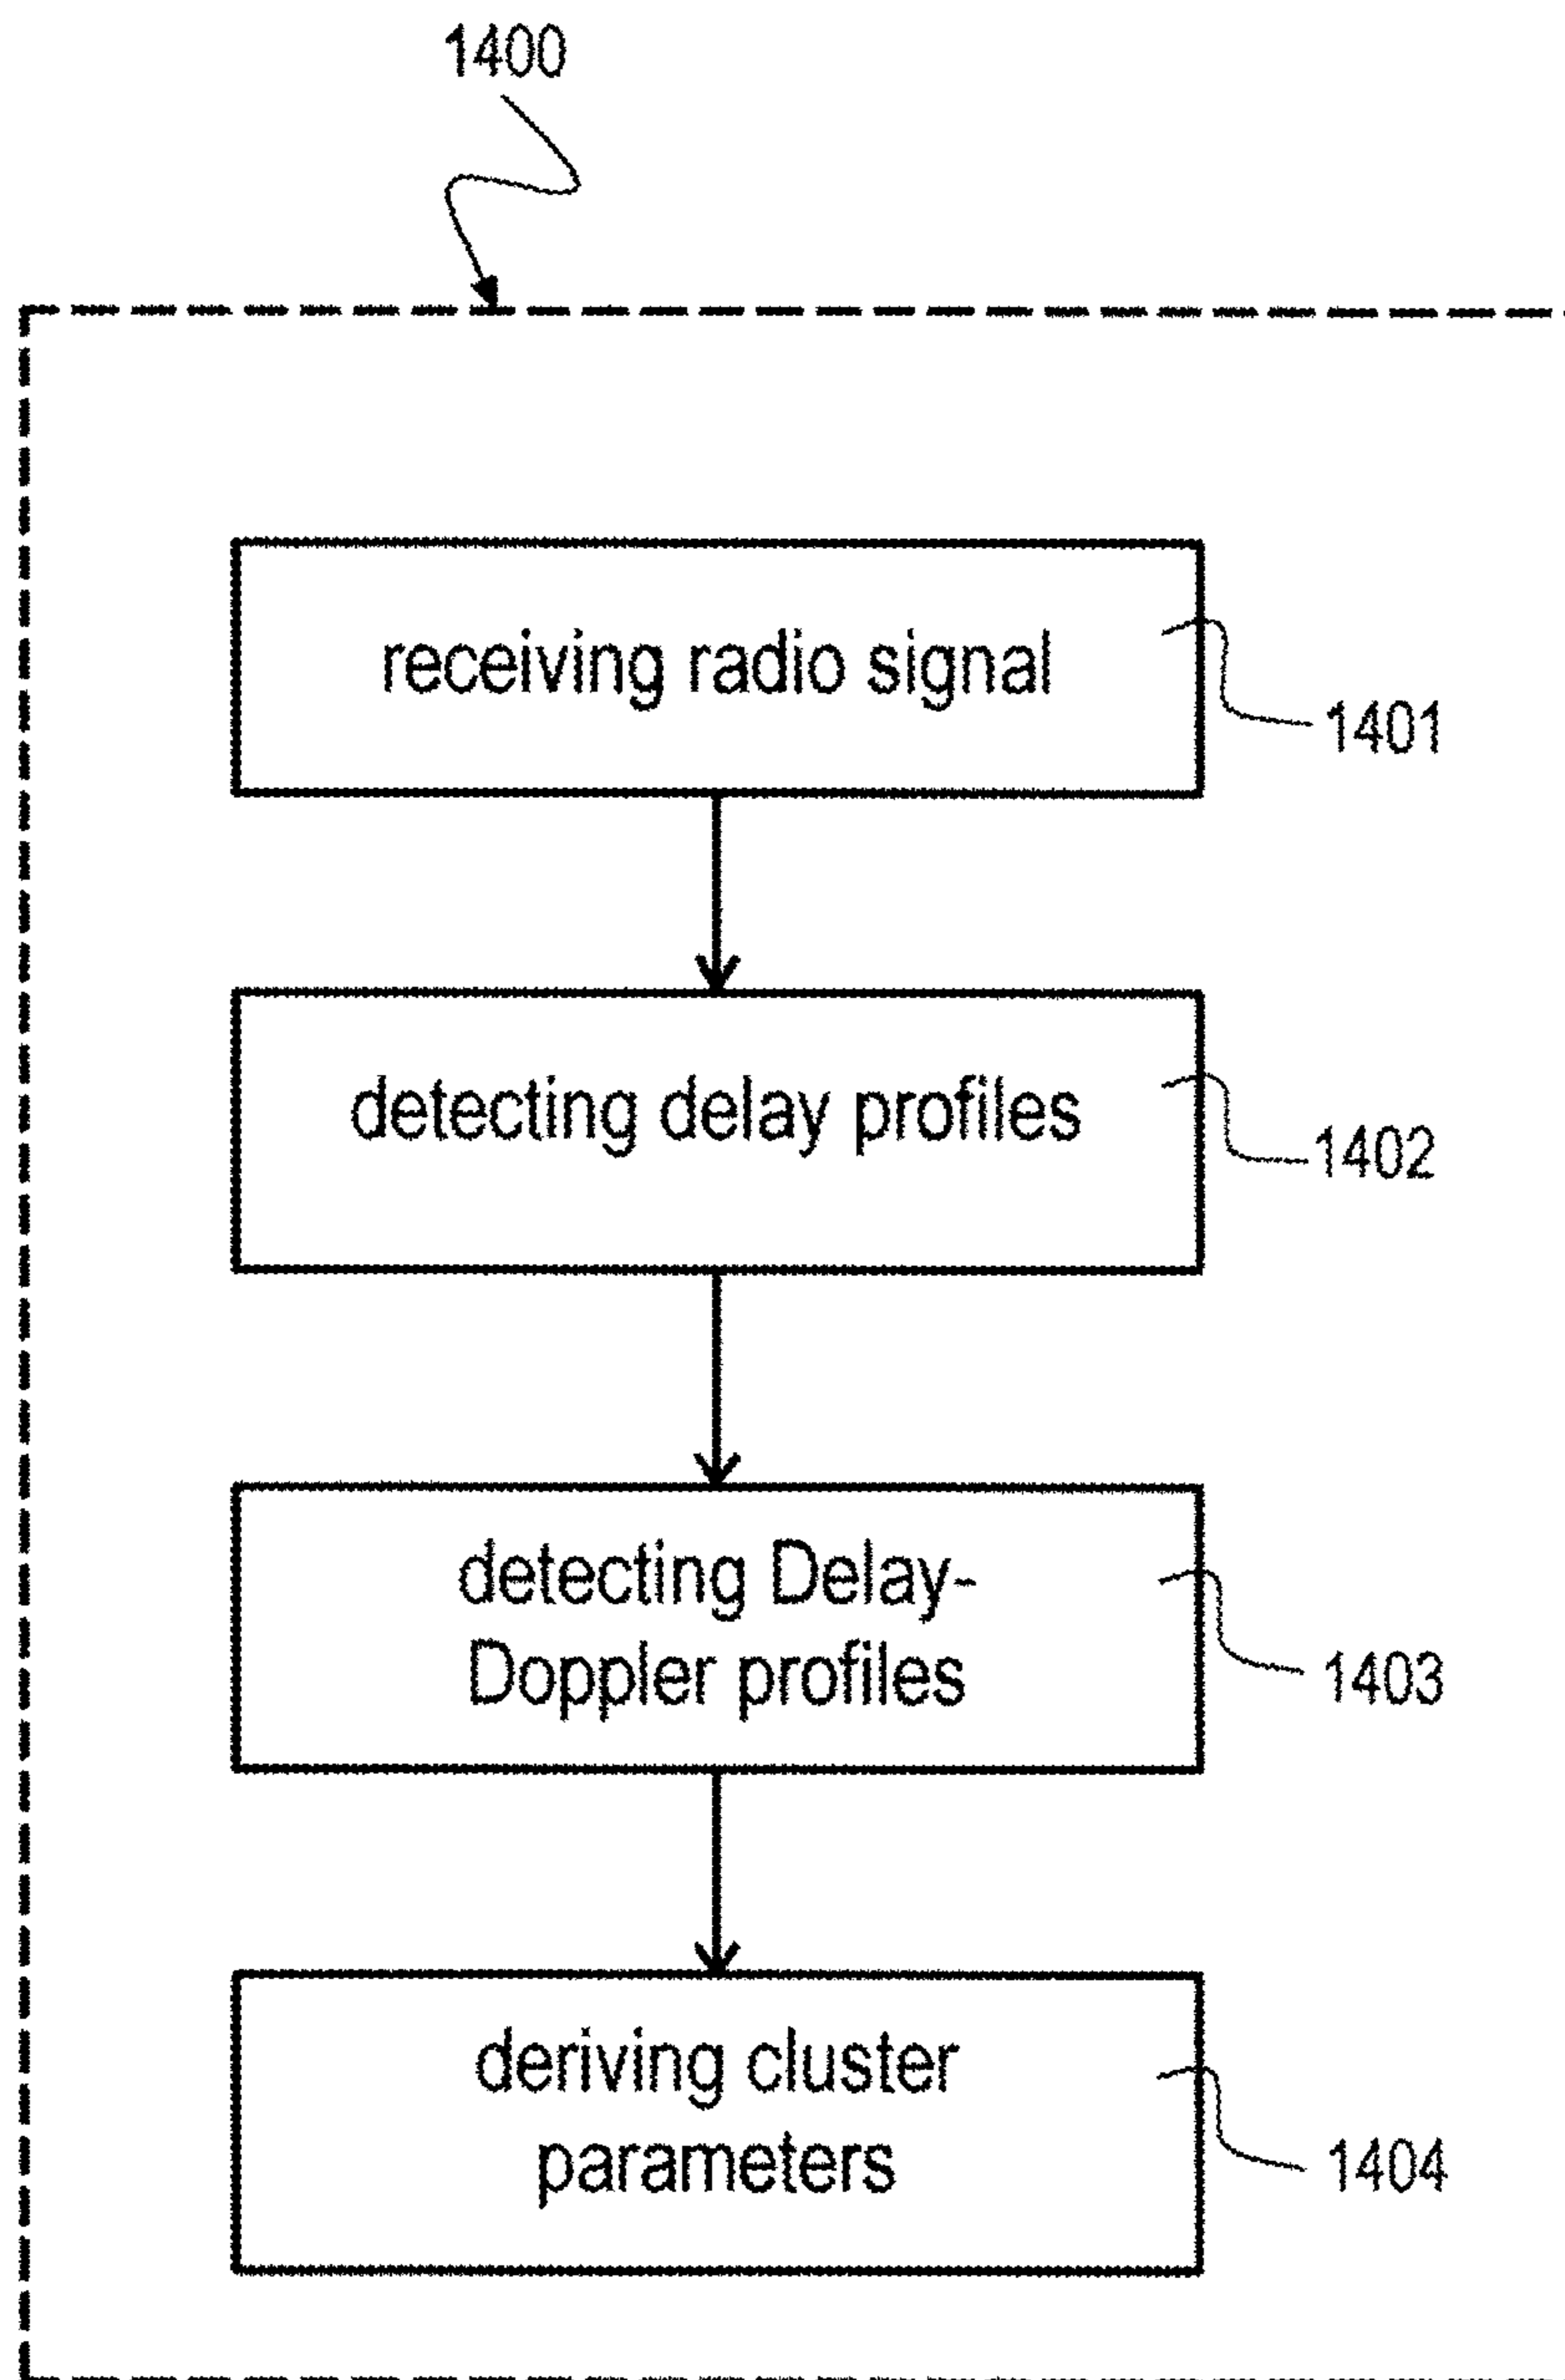 1400
receiving radio signal
1401
detecting delay profiles
1402
detecting Delay-
Doppler profiles
1403
deriving cluster
parameters
1404